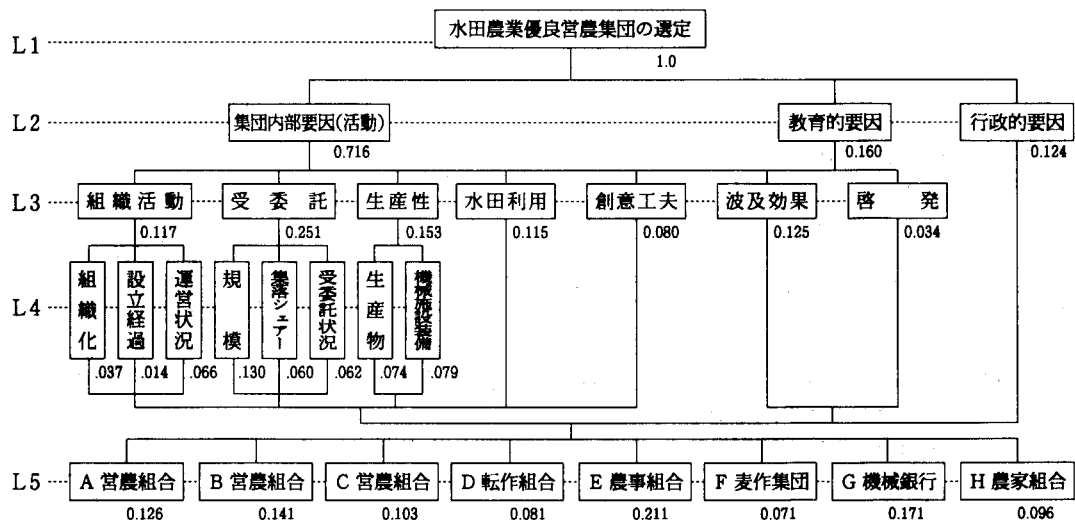 L1 水田農業優良営農集団の選定
1.0
L2 集団内部要因(活動) 教育的要因 行政的要因
0.716 0.160 0.124
L3 組織活動 受委託 生産性 水田利用 創意工夫 波及効果 啓発
0.117 0.251 0.153 0.115 0.080 0.125 0.034
L4 組織化 設立経過 運営状況 規模 集落シェアー 受委託状況 生産物 機械施設装備
.037 .014 .066 .130 .060 .062 .074 .079
L5 A営農組合 B営農組合 C営農組合 D転作組合 E農事組合 F麦作集団 G機械銀行 H農家組合
0.126 0.141 0.103 0.081 0.211 0.071 0.171 0.096